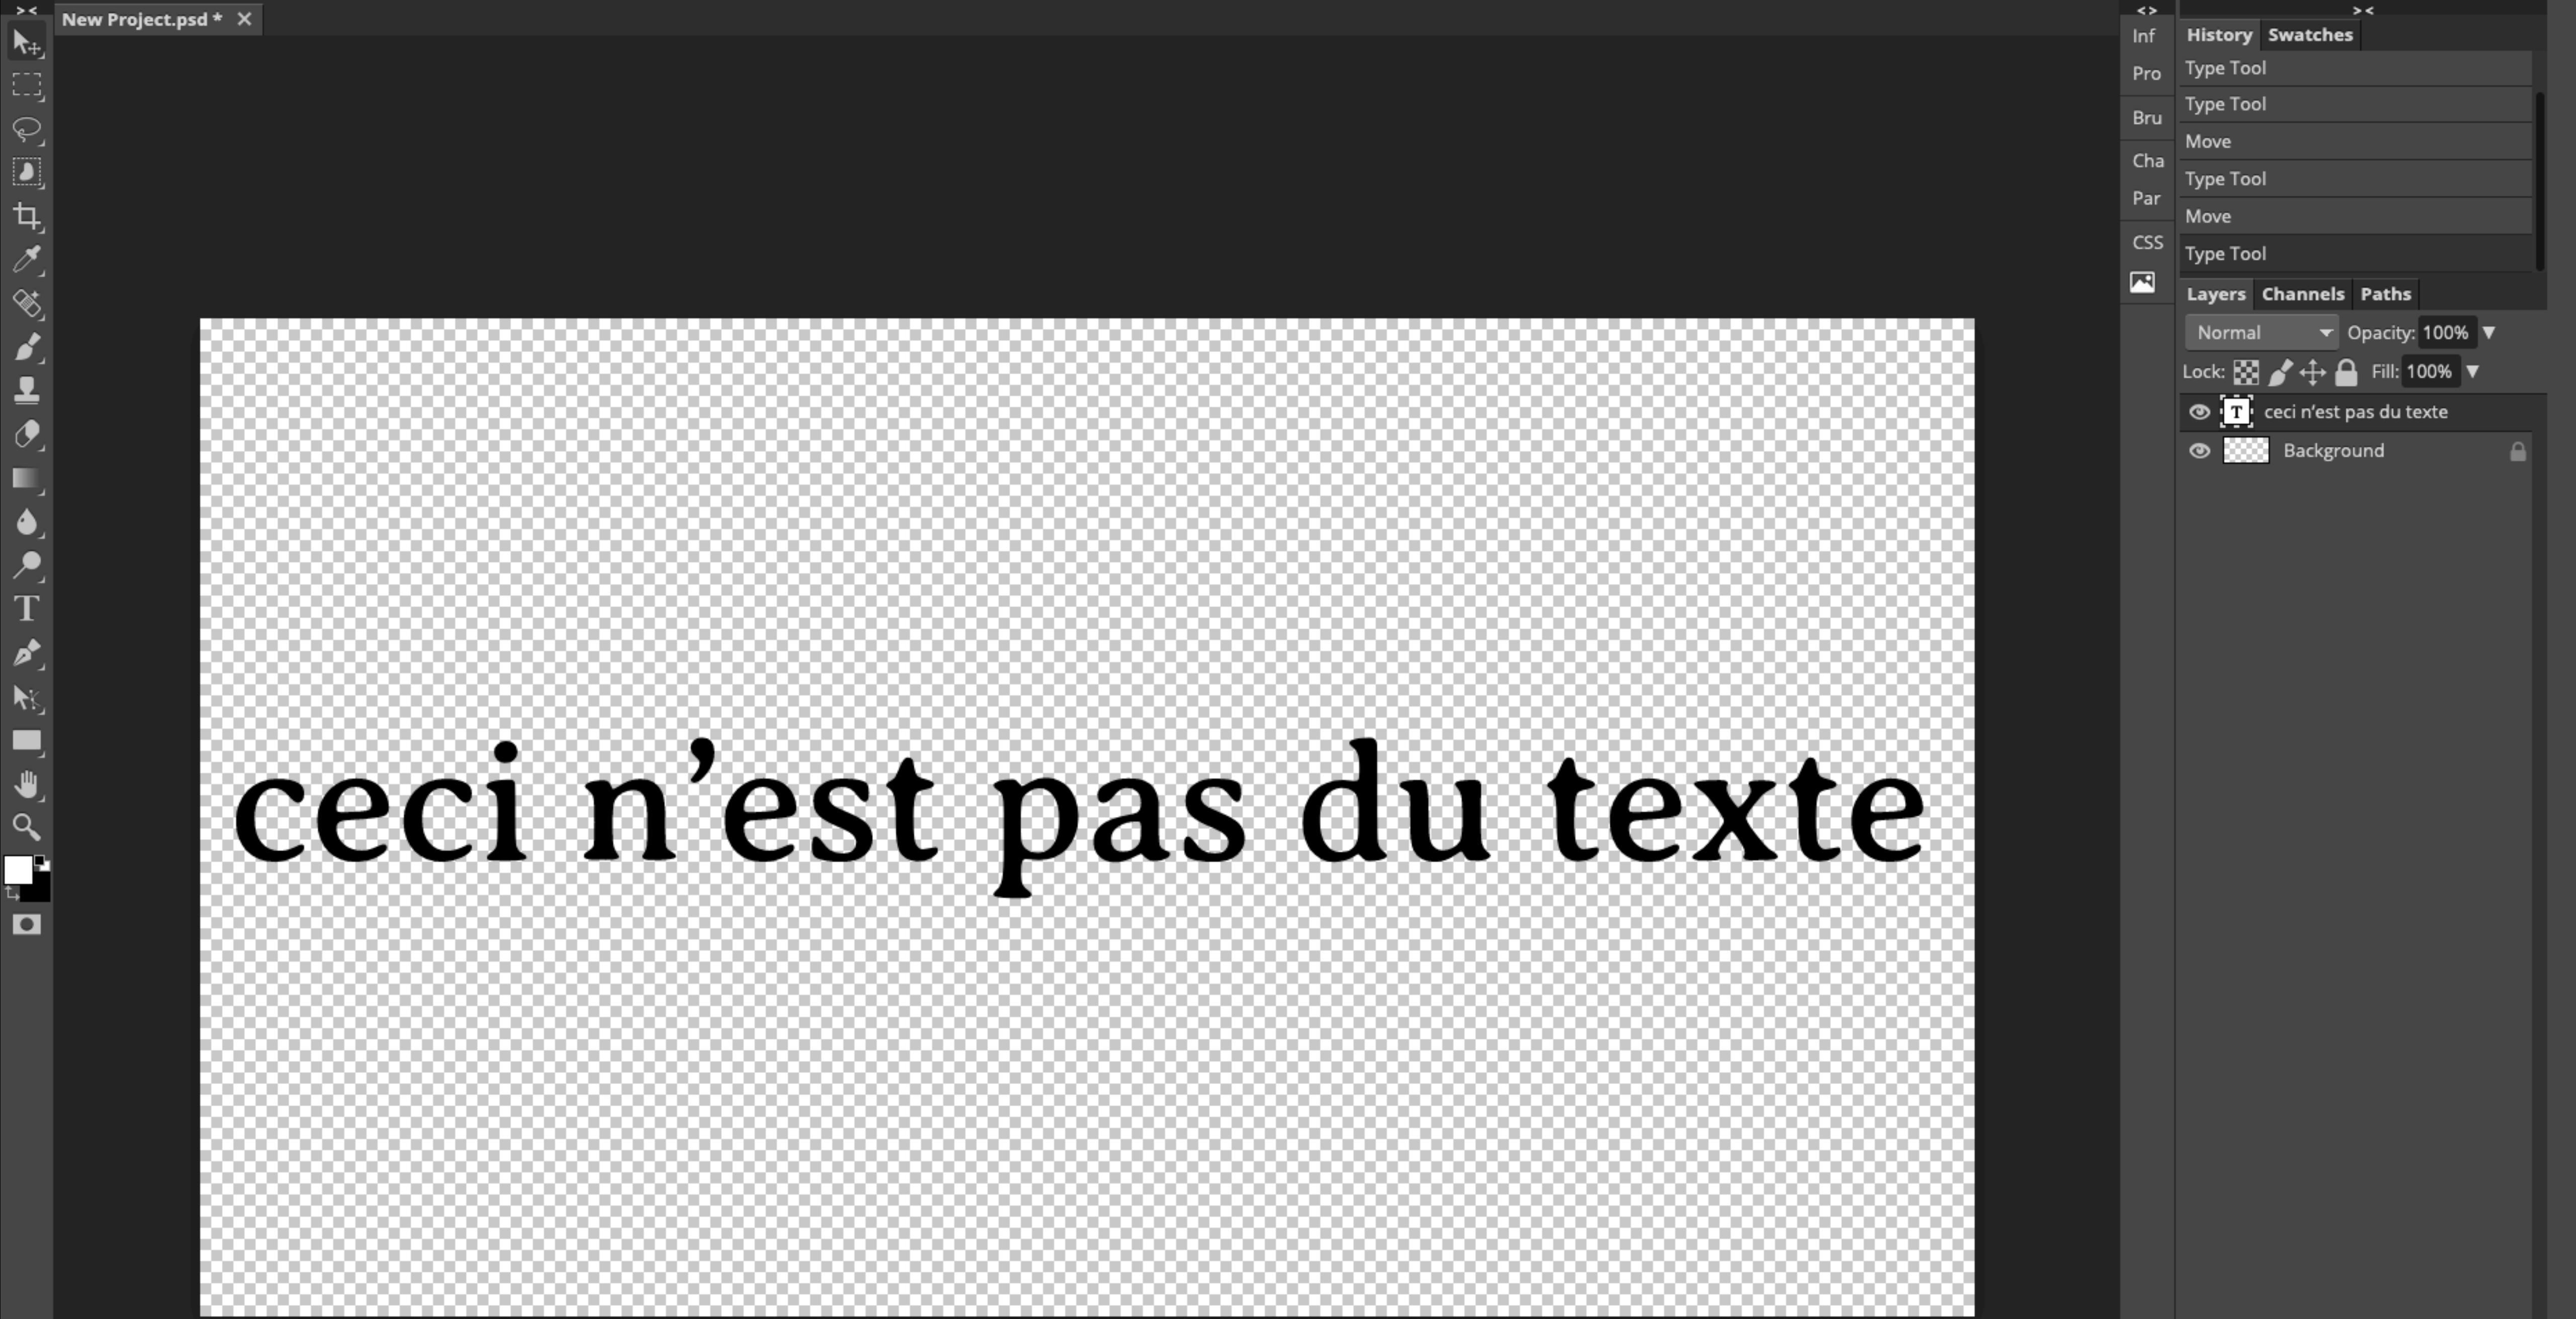 New Project.psd *
Inf
Pro
Bru
Cha
Par
CSS
History Swatches
Type Tool
Type Tool
Move
Type Tool
Move
Type Tool
Layers Channels Paths
Normal Opacity: 100%
Lock: Fill: 100%
T ceci n’est pas du texte
Background
T
ceci n’est pas du texte